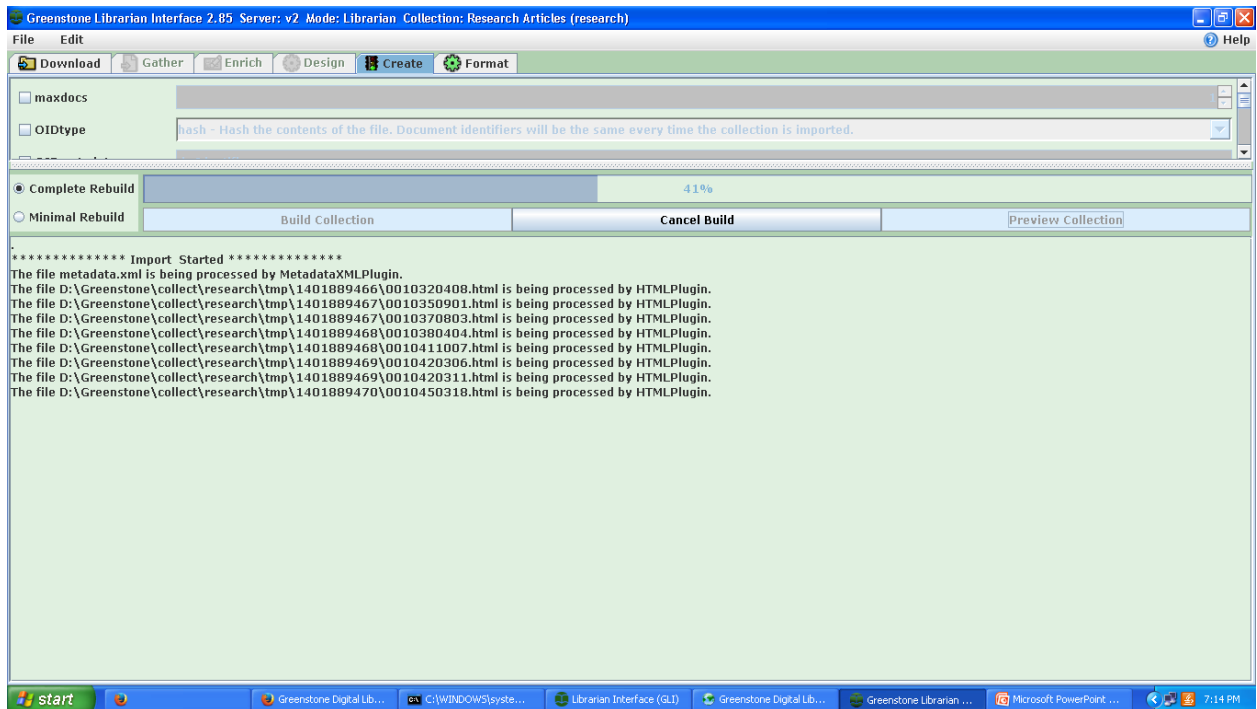 Greenstone Librarian Interface 2.85 Server: v2 Mode: Librarian Collection: Research Articles (research)
File Edit Help
Download Gather Enrich Design Create Format
maxdocs
OIDtype hash - Hash the contents of the file. Document identifiers will be the same every time the collection is imported.
Complete Rebuild 41%
Minimal Rebuild Build Collection Cancel Build Preview Collection
.
************** Import Started **************
The file metadata.xml is being processed by MetadataXMLPlugin.
The file D:\Greenstone\collect\research\tmp\1401889466\0010320408.html is being processed by HTMLPlugin.
The file D:\Greenstone\collect\research\tmp\1401889467\0010350901.html is being processed by HTMLPlugin.
The file D:\Greenstone\collect\research\tmp\1401889467\0010370803.html is being processed by HTMLPlugin.
The file D:\Greenstone\collect\research\tmp\1401889468\0010380404.html is being processed by HTMLPlugin.
The file D:\Greenstone\collect\research\tmp\1401889468\0010411007.html is being processed by HTMLPlugin.
The file D:\Greenstone\collect\research\tmp\1401889469\0010420306.html is being processed by HTMLPlugin.
The file D:\Greenstone\collect\research\tmp\1401889469\0010420311.html is being processed by HTMLPlugin.
The file D:\Greenstone\collect\research\tmp\1401889470\0010450318.html is being processed by HTMLPlugin.
start Greenstone Digital Lib... C:\WINDOWS\syste... Librarian Interface (GLI) Greenstone Digital Lib... Greenstone Librarian ... Microsoft PowerPoint ... 7:14 PM